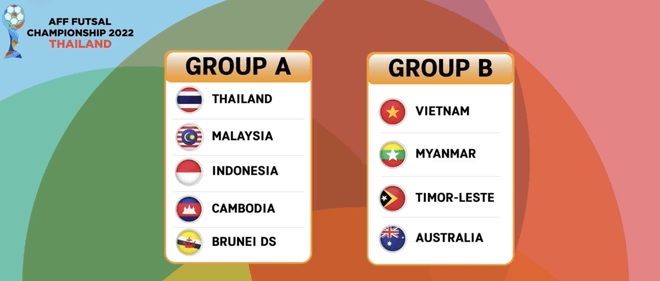 AFF FUTSAL
CHAMPIONSHIP 2022
THAILAND
GROUP A
THAILAND
MALAYSIA
INDONESIA
CAMBODIA
BRUNEI DS
GROUP B
VIETNAM
MYANMAR
TIMOR-LESTE
AUSTRALIA